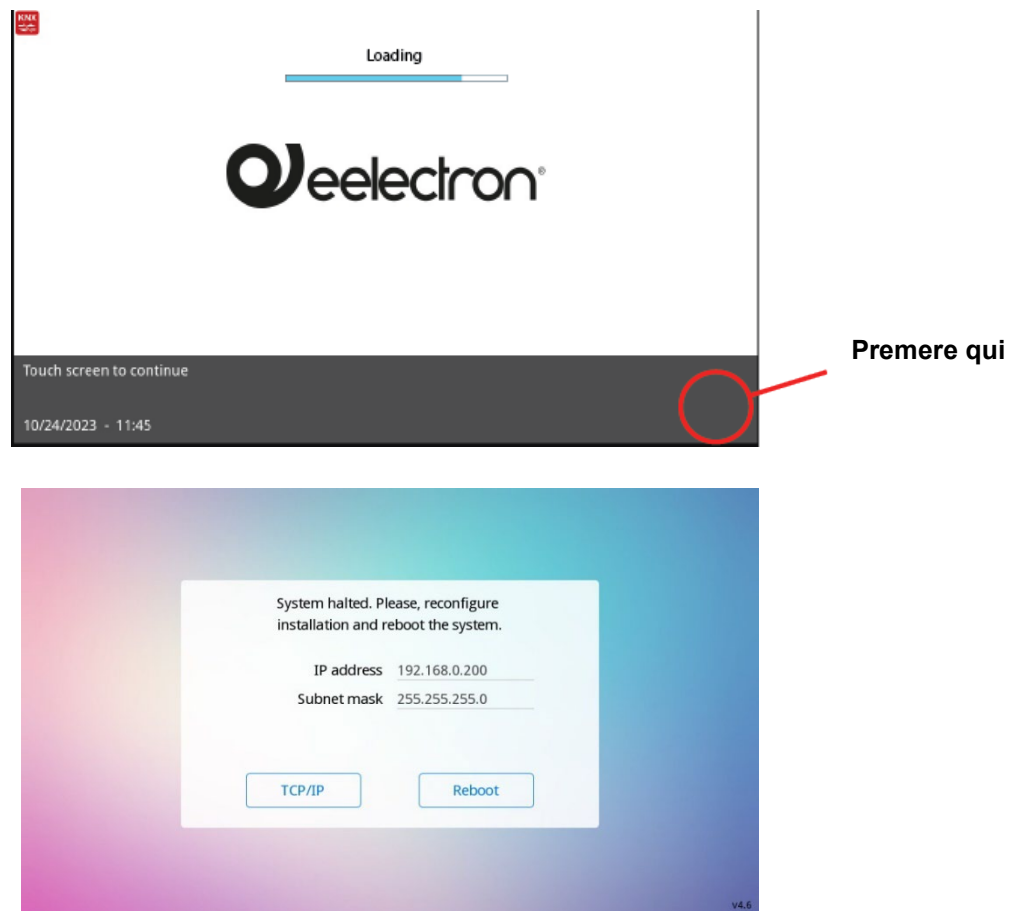 KNX
Loading
eelectron®
Premere qui
Touch screen to continue
10/24/2023 - 11:45
System halted. Please, reconfigure
installation and reboot the system.
IP address 192.168.0.200
Subnet mask 255.255.255.0
TCP/IP Reboot
v4.6